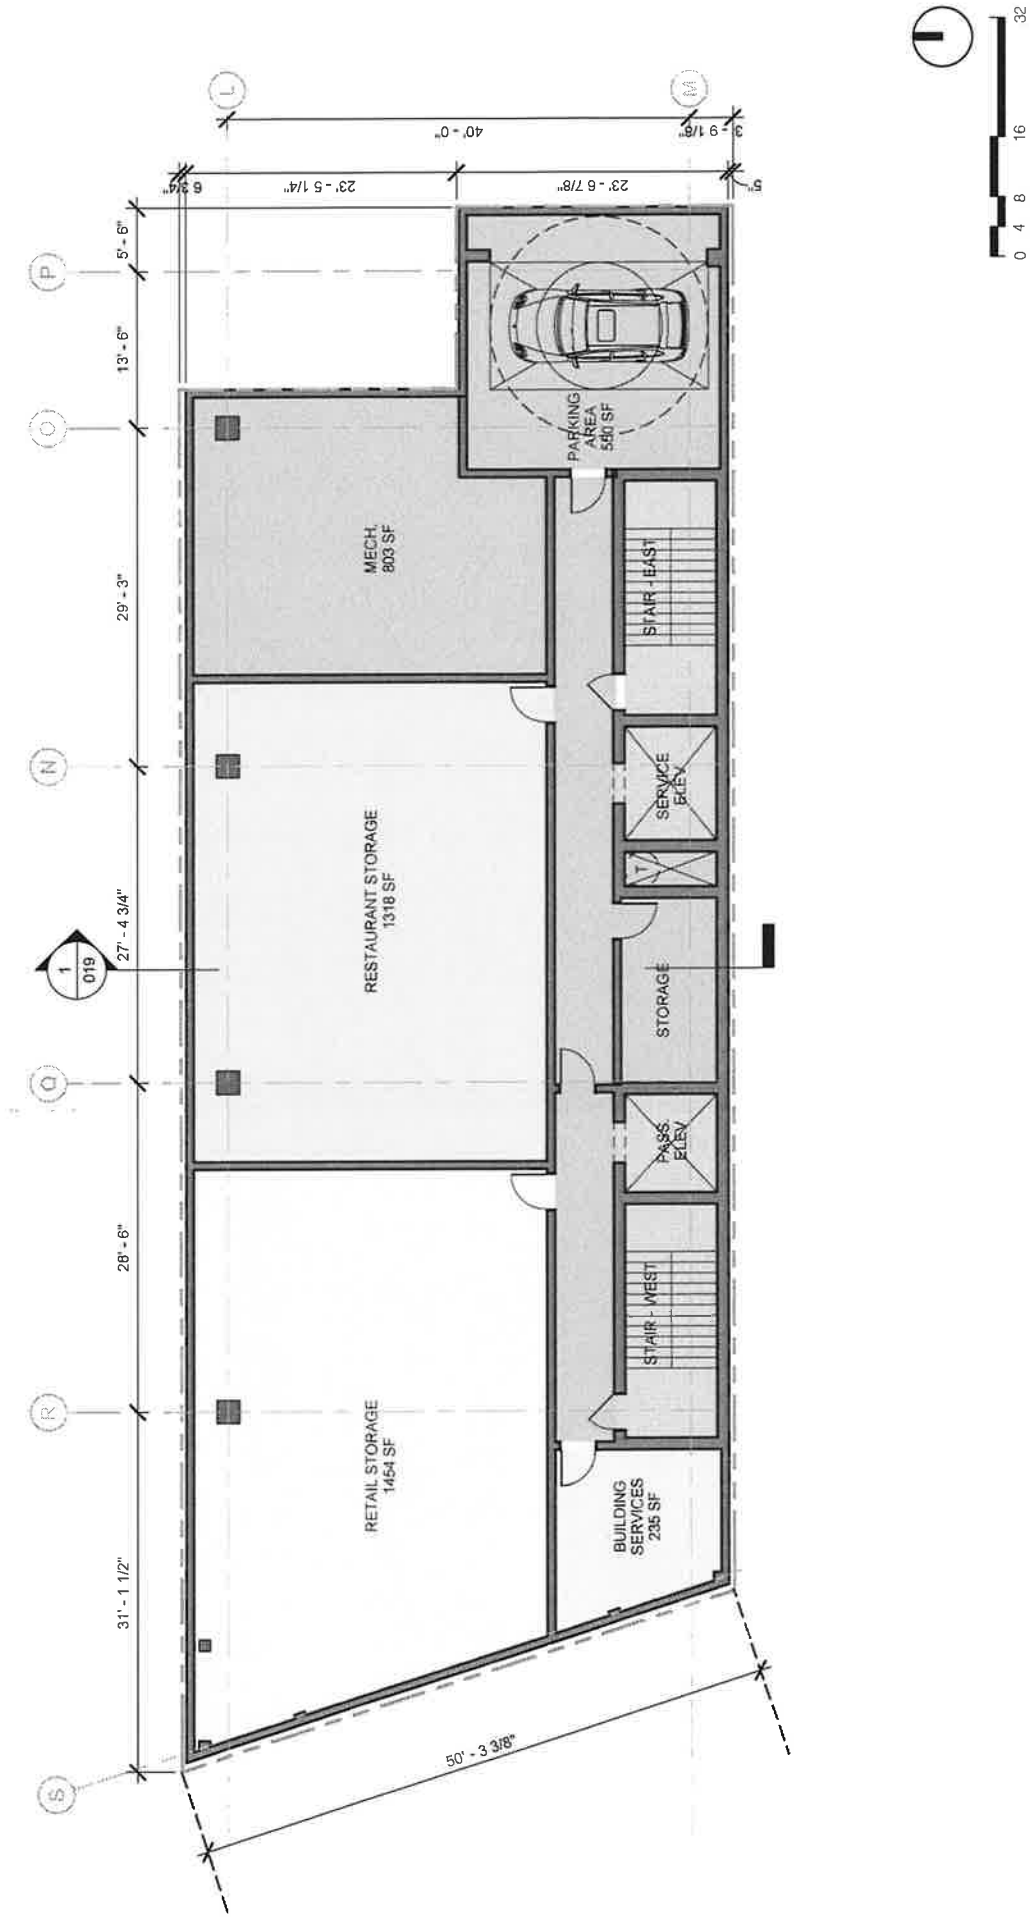 S
R
Q
N
O
P
31' - 1 1/2"
28' - 6"
27' - 4 3/4"
29' - 3"
13' - 6"
5' - 6"
1
019
L
M
6 3/4"
23' - 5 1/4"
23' - 6 7/8"
5"
40' - 0"
3' - 9 1/8"
50' - 3 3/8"
RETAIL STORAGE
1454 SF
RESTAURANT STORAGE
1318 SF
MECH.
803 SF
PARKING
AREA
550 SF
BUILDING
SERVICES
235 SF
STAIR - WEST
PASS.
ELEV
STORAGE
T
SERVICE
ELEV
STAIR - EAST
0 4 8 16 32